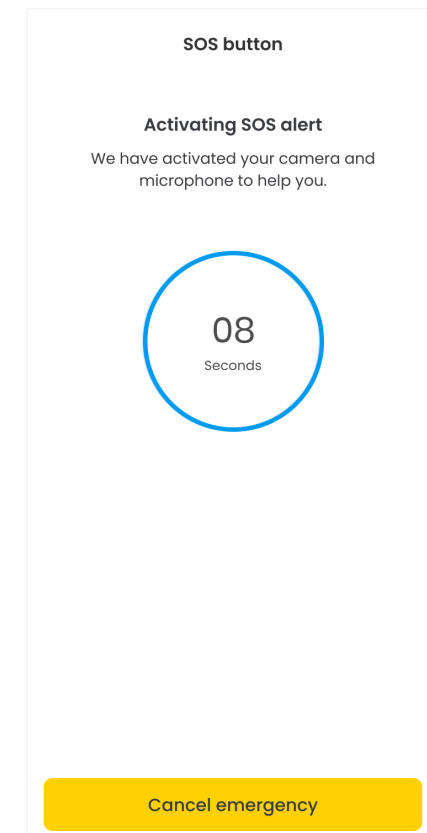 SOS button
Activating SOS alert
We have activated your camera and
microphone to help you.
08
Seconds
Cancel emergency